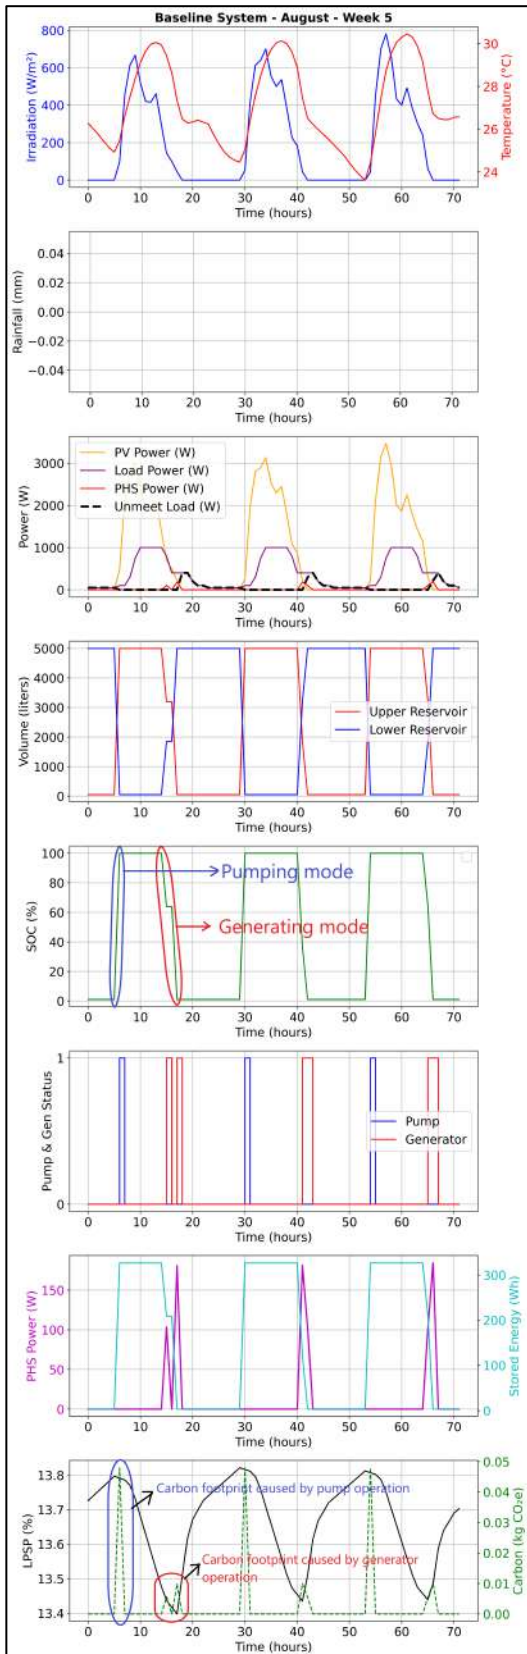 Baseline System - August - Week 5
800
600
400
200
0
Irradiation (W/m²)
30
28
26
24
Temperature (°C)
0 10 20 30 40 50 60 70
Time (hours)
0.04
0.02
0.00
−0.02
−0.04
Rainfall (mm)
0 10 20 30 40 50 60 70
Time (hours)
3000
2000
1000
0
Power (W)
PV Power (W)
Load Power (W)
PHS Power (W)
Unmeet Load (W)
0 10 20 30 40 50 60 70
Time (hours)
5000
4000
3000
2000
1000
0
Volume (liters)
Upper Reservoir
Lower Reservoir
0 10 20 30 40 50 60 70
Time (hours)
100
80
60
40
20
0
SOC (%)
Pumping mode
Generating mode
0 10 20 30 40 50 60 70
Time (hours)
1
0
Pump & Gen Status
Pump
Generator
0 10 20 30 40 50 60 70
Time (hours)
150
100
50
0
PHS Power (W)
300
200
100
0
Stored Energy (Wh)
0 10 20 30 40 50 60 70
Time (hours)
13.8
13.7
13.6
13.5
13.4
LPSP (%)
Carbon footprint caused by pump operation
Carbon footprint caused by generator
operation
0.05
0.04
0.03
0.02
0.01
0.00
Carbon (kg CO₂e)
0 10 20 30 40 50 60 70
Time (hours)